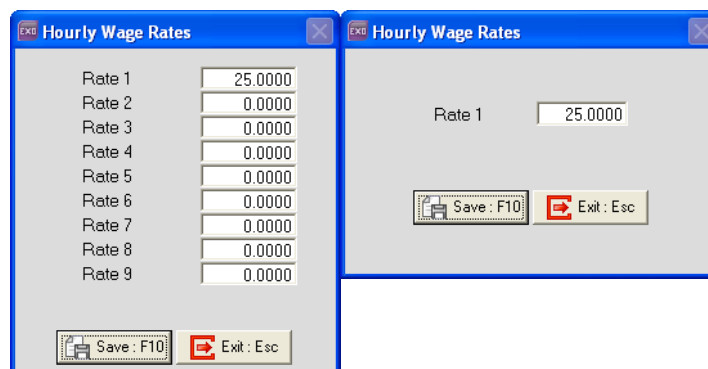 EXO Hourly Wage Rates
Rate 1 25.0000
Rate 2 0.0000
Rate 3 0.0000
Rate 4 0.0000
Rate 5 0.0000
Rate 6 0.0000
Rate 7 0.0000
Rate 8 0.0000
Rate 9 0.0000
Save : F10 Exit : Esc
EXO Hourly Wage Rates
Rate 1 25.0000
Save : F10 Exit : Esc